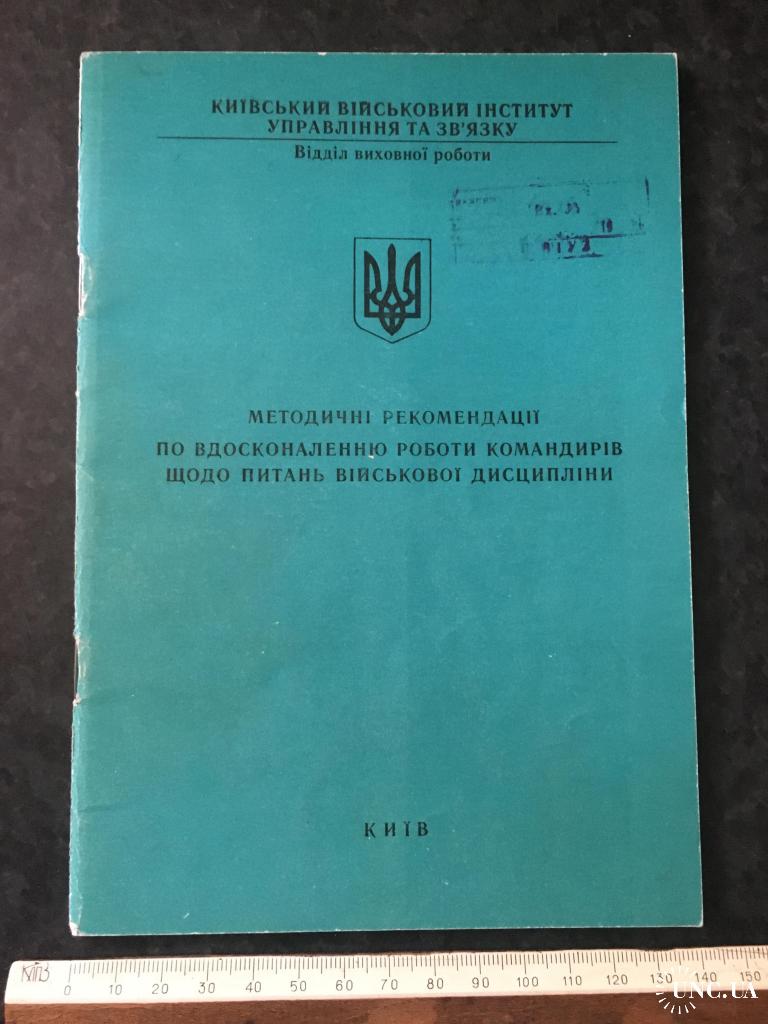 КИЇВСЬКИЙ ВІЙСЬКОВИЙ ІНСТИТУТ
УПРАВЛІННЯ ТА ЗВ'ЯЗКУ
Відділ виховної роботи
МЕТОДИЧНІ РЕКОМЕНДАЦІЇ
ПО ВДОСКОНАЛЕННЮ РОБОТИ КОМАНДИРІВ
ЩОДО ПИТАНЬ ВІЙСЬКОВОЇ ДИСЦИПЛІНИ
КИЇВ
0 10 20 30 40 50 60 70 80 90 100 110 120 130 140 150
UNC.UA